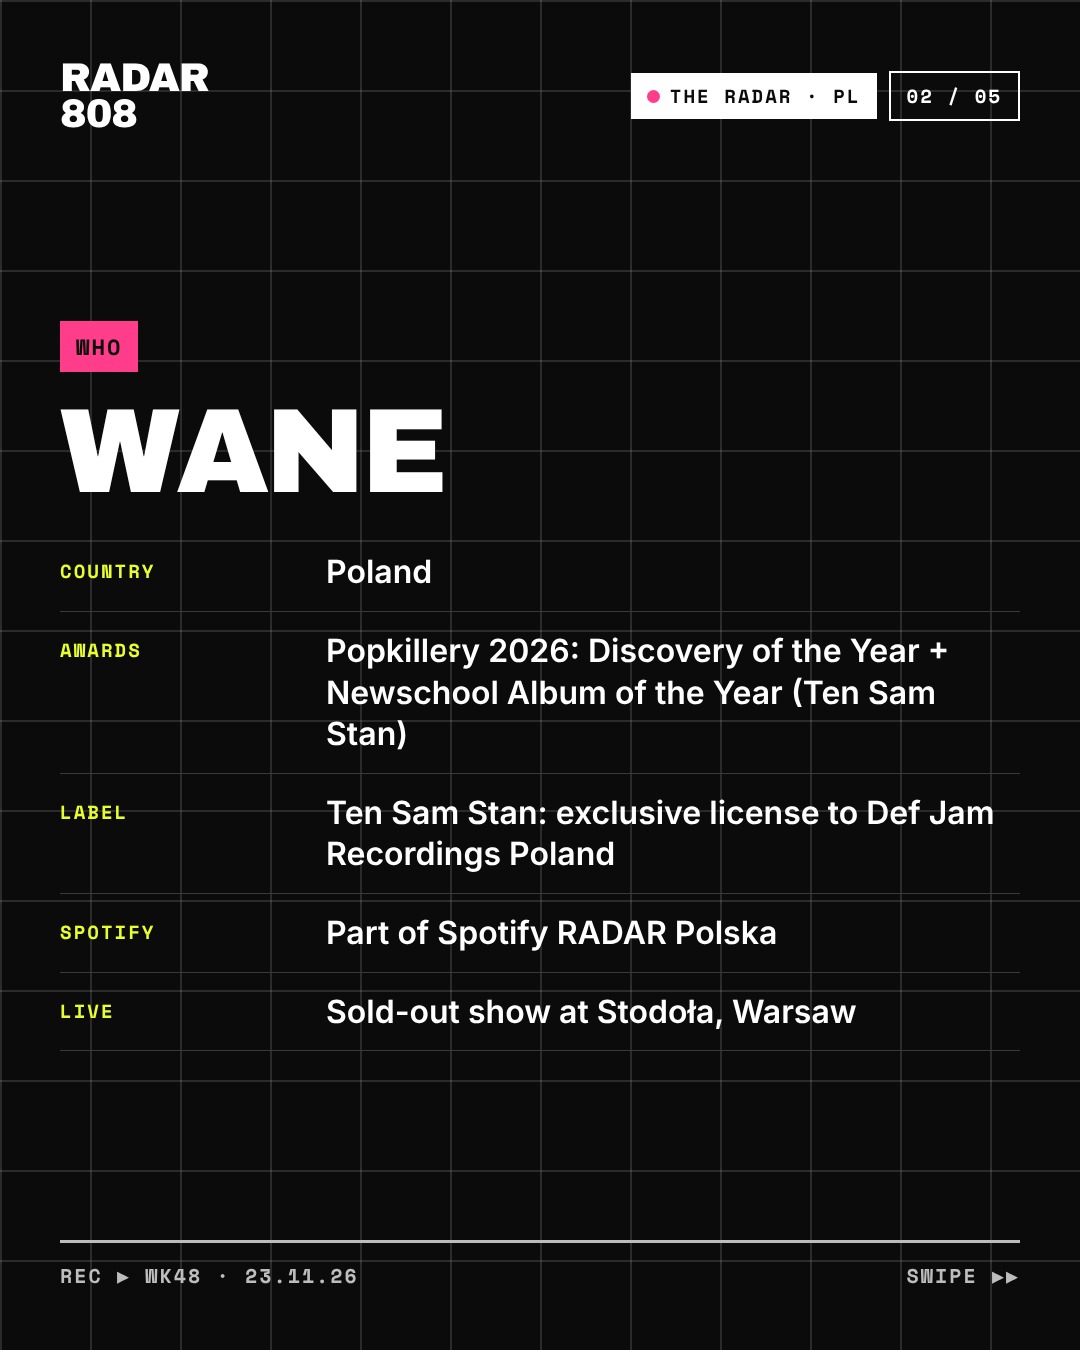 RADAR
808
THE RADAR · PL
02 / 05
WHO
WANE
COUNTRY
Poland
AWARDS
Popkillery 2026: Discovery of the Year +
Newschool Album of the Year (Ten Sam
Stan)
LABEL
Ten Sam Stan: exclusive license to Def Jam
Recordings Poland
SPOTIFY
Part of Spotify RADAR Polska
LIVE
Sold-out show at Stodoła, Warsaw
REC ▶ WK48 · 23.11.26
SWIPE ▶▶